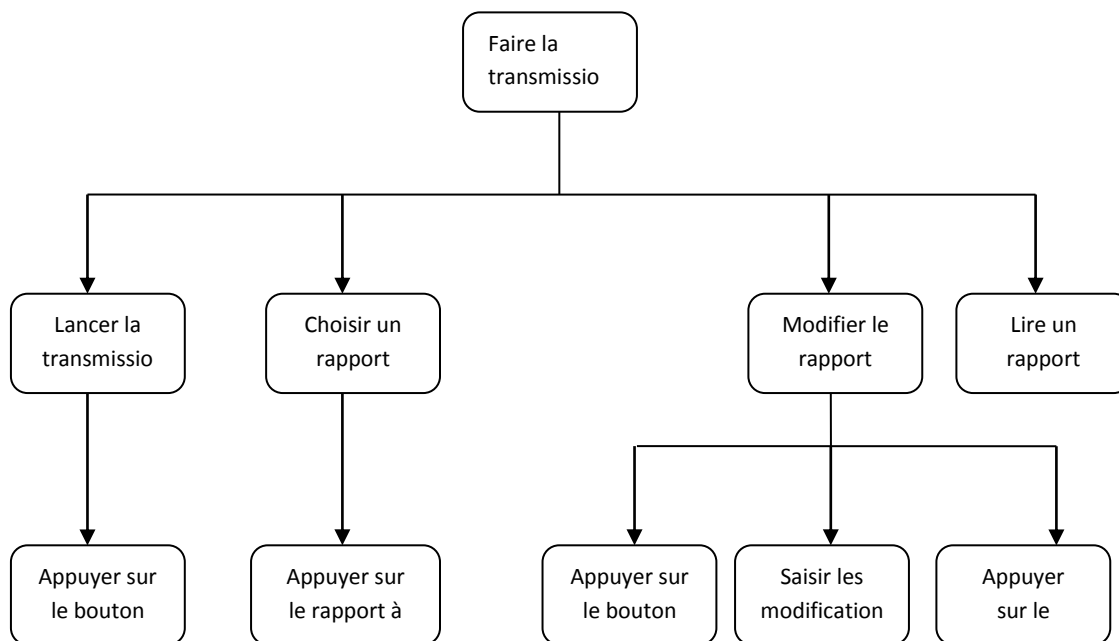 Faire la
transmissio
Lancer la
transmissio
Choisir un
rapport
Modifier le
rapport
Lire un
rapport
Appuyer sur
le bouton
Appuyer sur
le rapport à
Appuyer sur
le bouton
Saisir les
modification
Appuyer
sur le